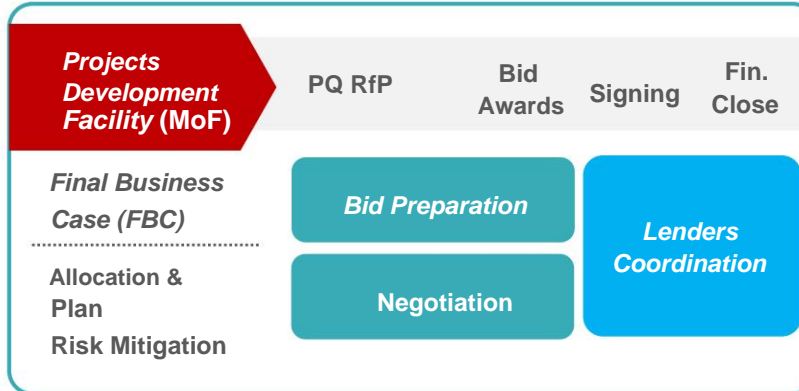 Projects
Development
Facility (MoF)
PQ RfP
Bid
Awards
Signing
Fin.
Close
Final Business
Case (FBC)
Bid Preparation
Lenders
Coordination
Allocation &
Plan
Risk Mitigation
Negotiation